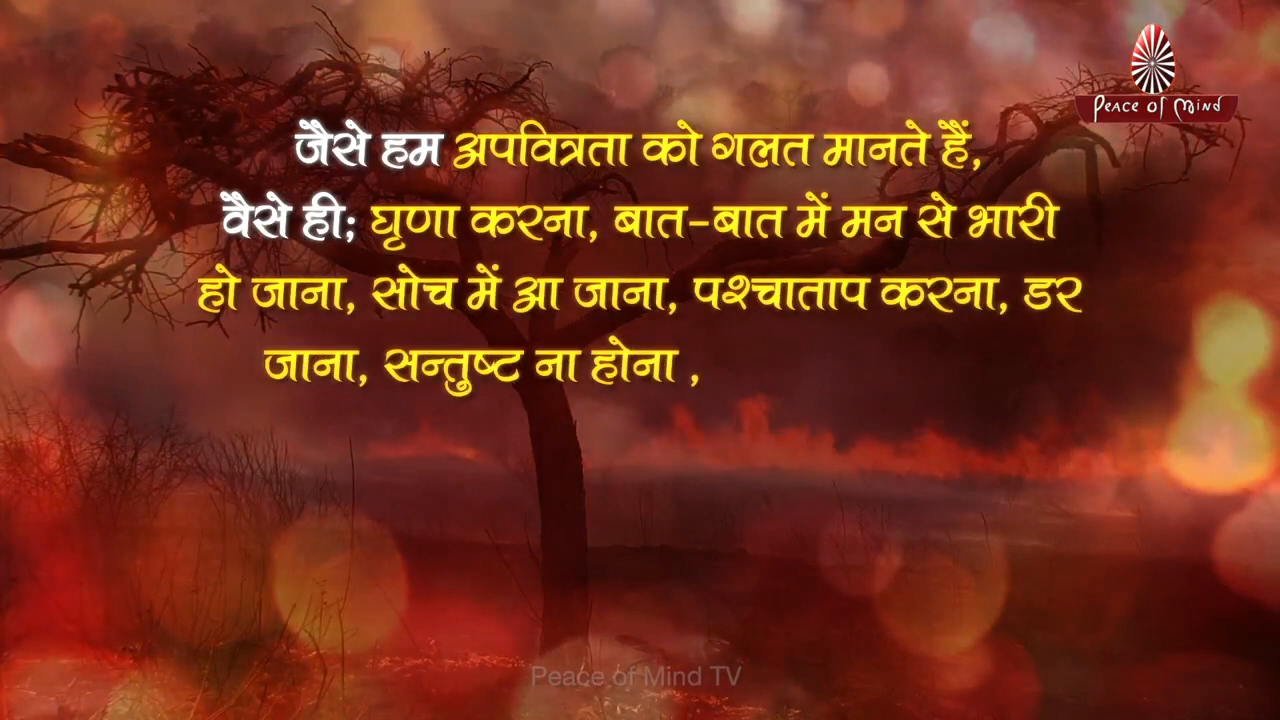 Peace of Mind
जैसे हम अपवित्रता को गलत मानते हैं,
वैसे ही; घृणा करना, बात-बात में मन से भारी
हो जाना, सोच में आ जाना, पश्चाताप करना, डर
जाना, सन्तुष्ट ना होना ,
Peace of Mind TV